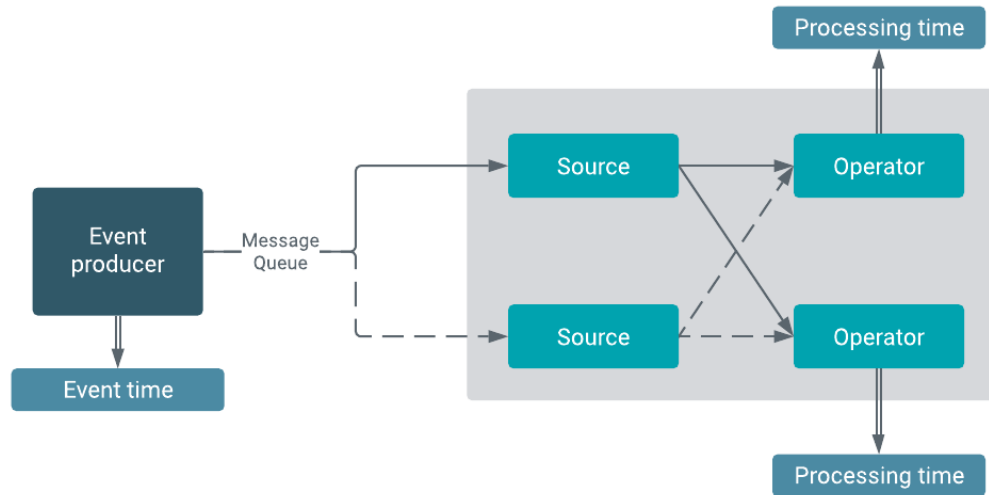 Processing time
Source
Operator
Event
producer
Message
Queue
Source
Operator
Event time
Processing time